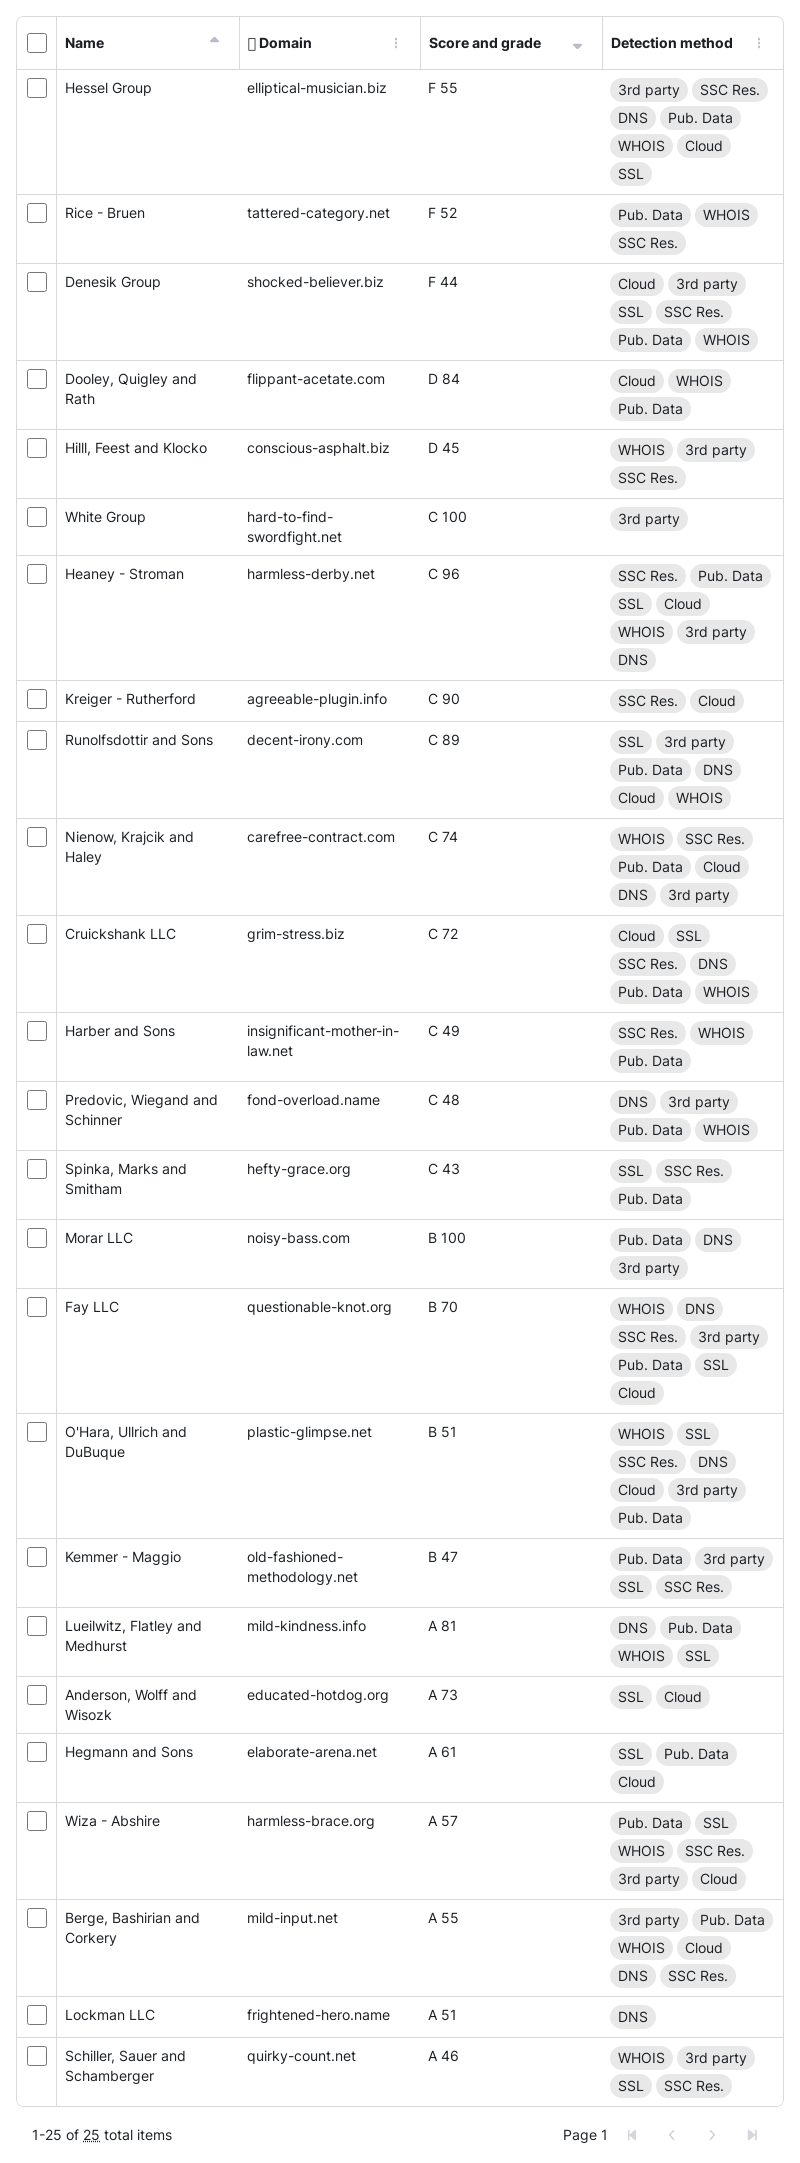 Name Domain Score and grade Detection method
Hessel Group elliptical-musician.biz F 55 3rd party SSC Res.
DNS Pub. Data
WHOIS Cloud
SSL
Rice - Bruen tattered-category.net F 52 Pub. Data WHOIS
SSC Res.
Denesik Group shocked-believer.biz F 44 Cloud 3rd party
SSL SSC Res.
Pub. Data WHOIS
Dooley, Quigley and flippant-acetate.com D 84 Cloud WHOIS
Rath Pub. Data
Hilll, Feest and Klocko conscious-asphalt.biz D 45 WHOIS 3rd party
SSC Res.
White Group hard-to-find- C 100 3rd party
swordfight.net
Heaney - Stroman harmless-derby.net C 96 SSC Res. Pub. Data
SSL Cloud
WHOIS 3rd party
DNS
Kreiger - Rutherford agreeable-plugin.info C 90 SSC Res. Cloud
Runolfsdottir and Sons decent-irony.com C 89 SSL 3rd party
Pub. Data DNS
Cloud WHOIS
Nienow, Krajcik and carefree-contract.com C 74 WHOIS SSC Res.
Haley Pub. Data Cloud
DNS 3rd party
Cruickshank LLC grim-stress.biz C 72 Cloud SSL
SSC Res. DNS
Pub. Data WHOIS
Harber and Sons insignificant-mother-in- C 49 SSC Res. WHOIS
law.net Pub. Data
Predovic, Wiegand and fond-overload.name C 48 DNS 3rd party
Schinner Pub. Data WHOIS
Spinka, Marks and hefty-grace.org C 43 SSL SSC Res.
Smitham Pub. Data
Morar LLC noisy-bass.com B 100 Pub. Data DNS
3rd party
Fay LLC questionable-knot.org B 70 WHOIS DNS
SSC Res. 3rd party
Pub. Data SSL
Cloud
O'Hara, Ullrich and plastic-glimpse.net B 51 WHOIS SSL
DuBuque SSC Res. DNS
Cloud 3rd party
Pub. Data
Kemmer - Maggio old-fashioned- B 47 Pub. Data 3rd party
methodology.net SSL SSC Res.
Lueilwitz, Flatley and mild-kindness.info A 81 DNS Pub. Data
Medhurst WHOIS SSL
Anderson, Wolff and educated-hotdog.org A 73 SSL Cloud
Wisozk
Hegmann and Sons elaborate-arena.net A 61 SSL Pub. Data
Cloud
Wiza - Abshire harmless-brace.org A 57 Pub. Data SSL
WHOIS SSC Res.
3rd party Cloud
Berge, Bashirian and mild-input.net A 55 3rd party Pub. Data
Corkery WHOIS Cloud
DNS SSC Res.
Lockman LLC frightened-hero.name A 51 DNS
Schiller, Sauer and quirky-count.net A 46 WHOIS 3rd party
Schamberger SSL SSC Res.
1-25 of 25 total items Page 1